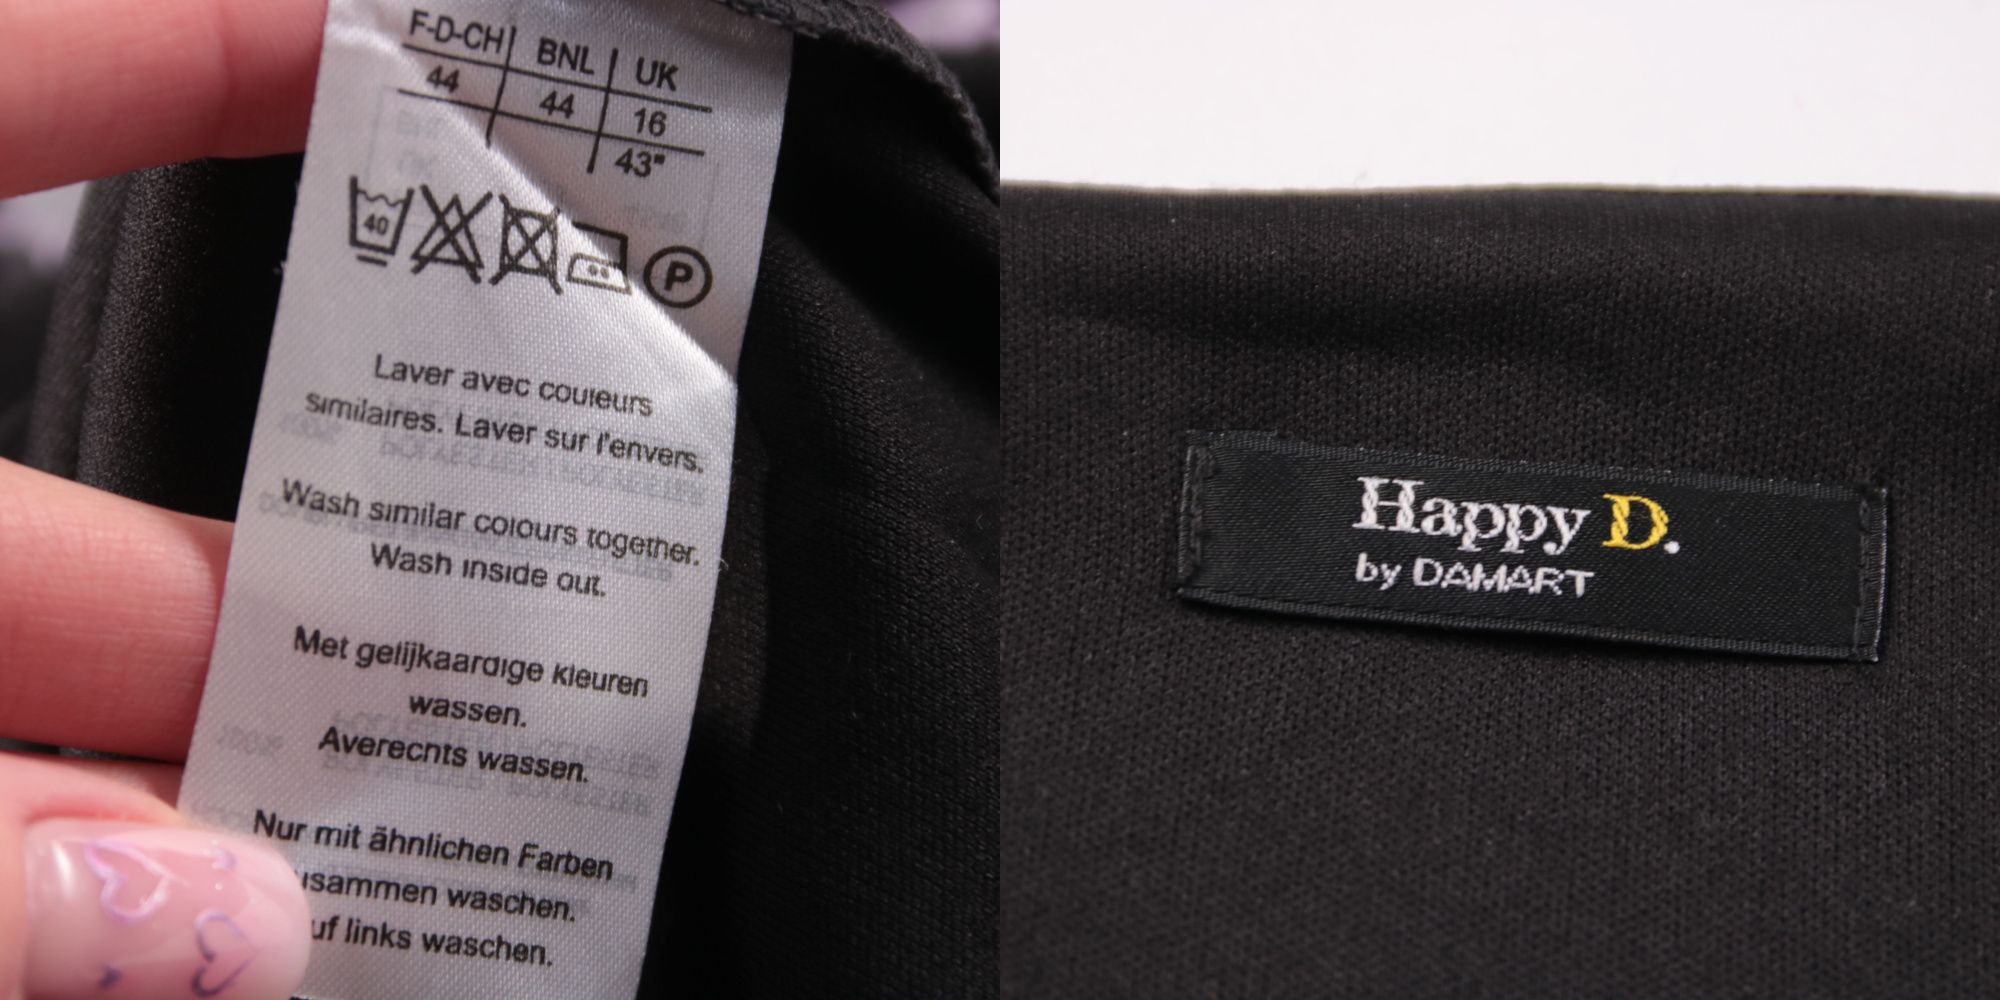 F-D-CH BNL UK
44 44 16
43"
40
P
Laver avec couleurs
similaires. Laver sur l'envers.
Wash similar colours together.
Wash inside out.
Met gelijkaardige kleuren
wassen.
Averechts wassen.
Nur mit ähnlichen Farben
usammen waschen.
uf links waschen.
Happy D.
by DAMART